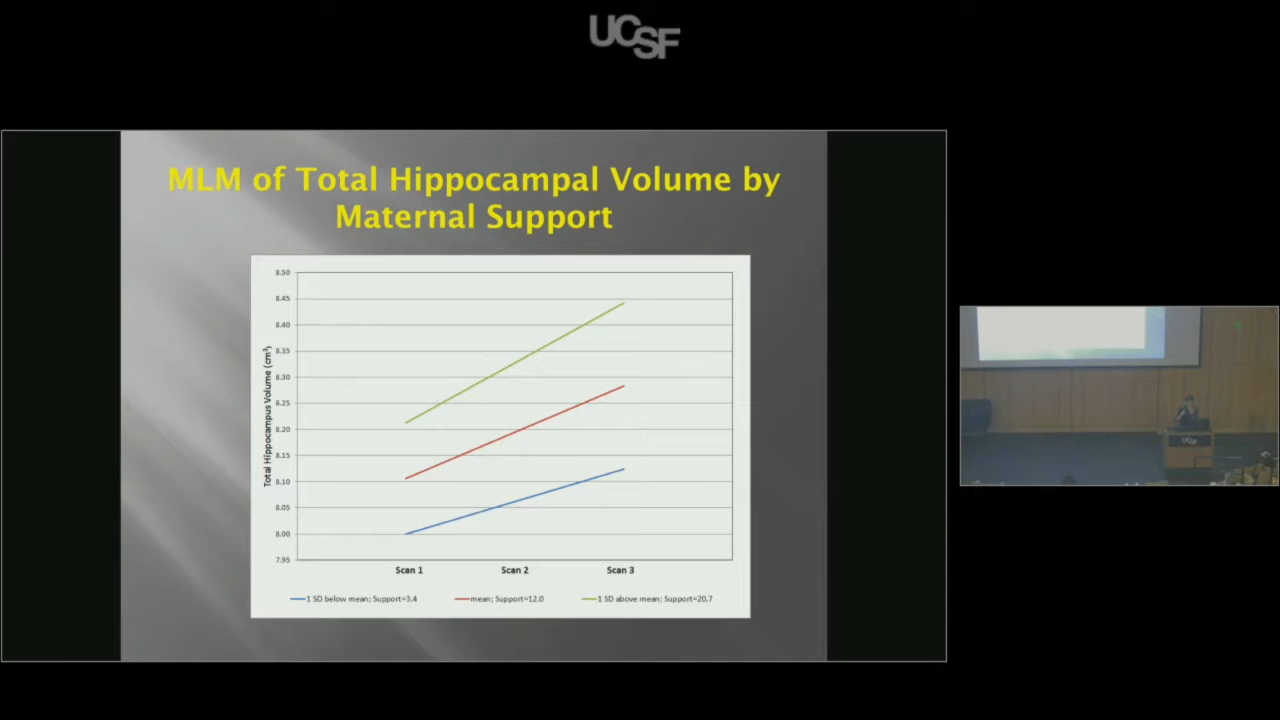 UCSF
MLM of Total Hippocampal Volume by
Maternal Support
Total Hippocampus Volume (cm³)
8.50
8.45
8.40
8.35
8.30
8.25
8.20
8.15
8.10
8.05
8.00
7.95
Scan 1 Scan 2 Scan 3
1 SD below mean; Support=3.4 mean; Support=12.0 1 SD above mean; Support=20.7
UCSF